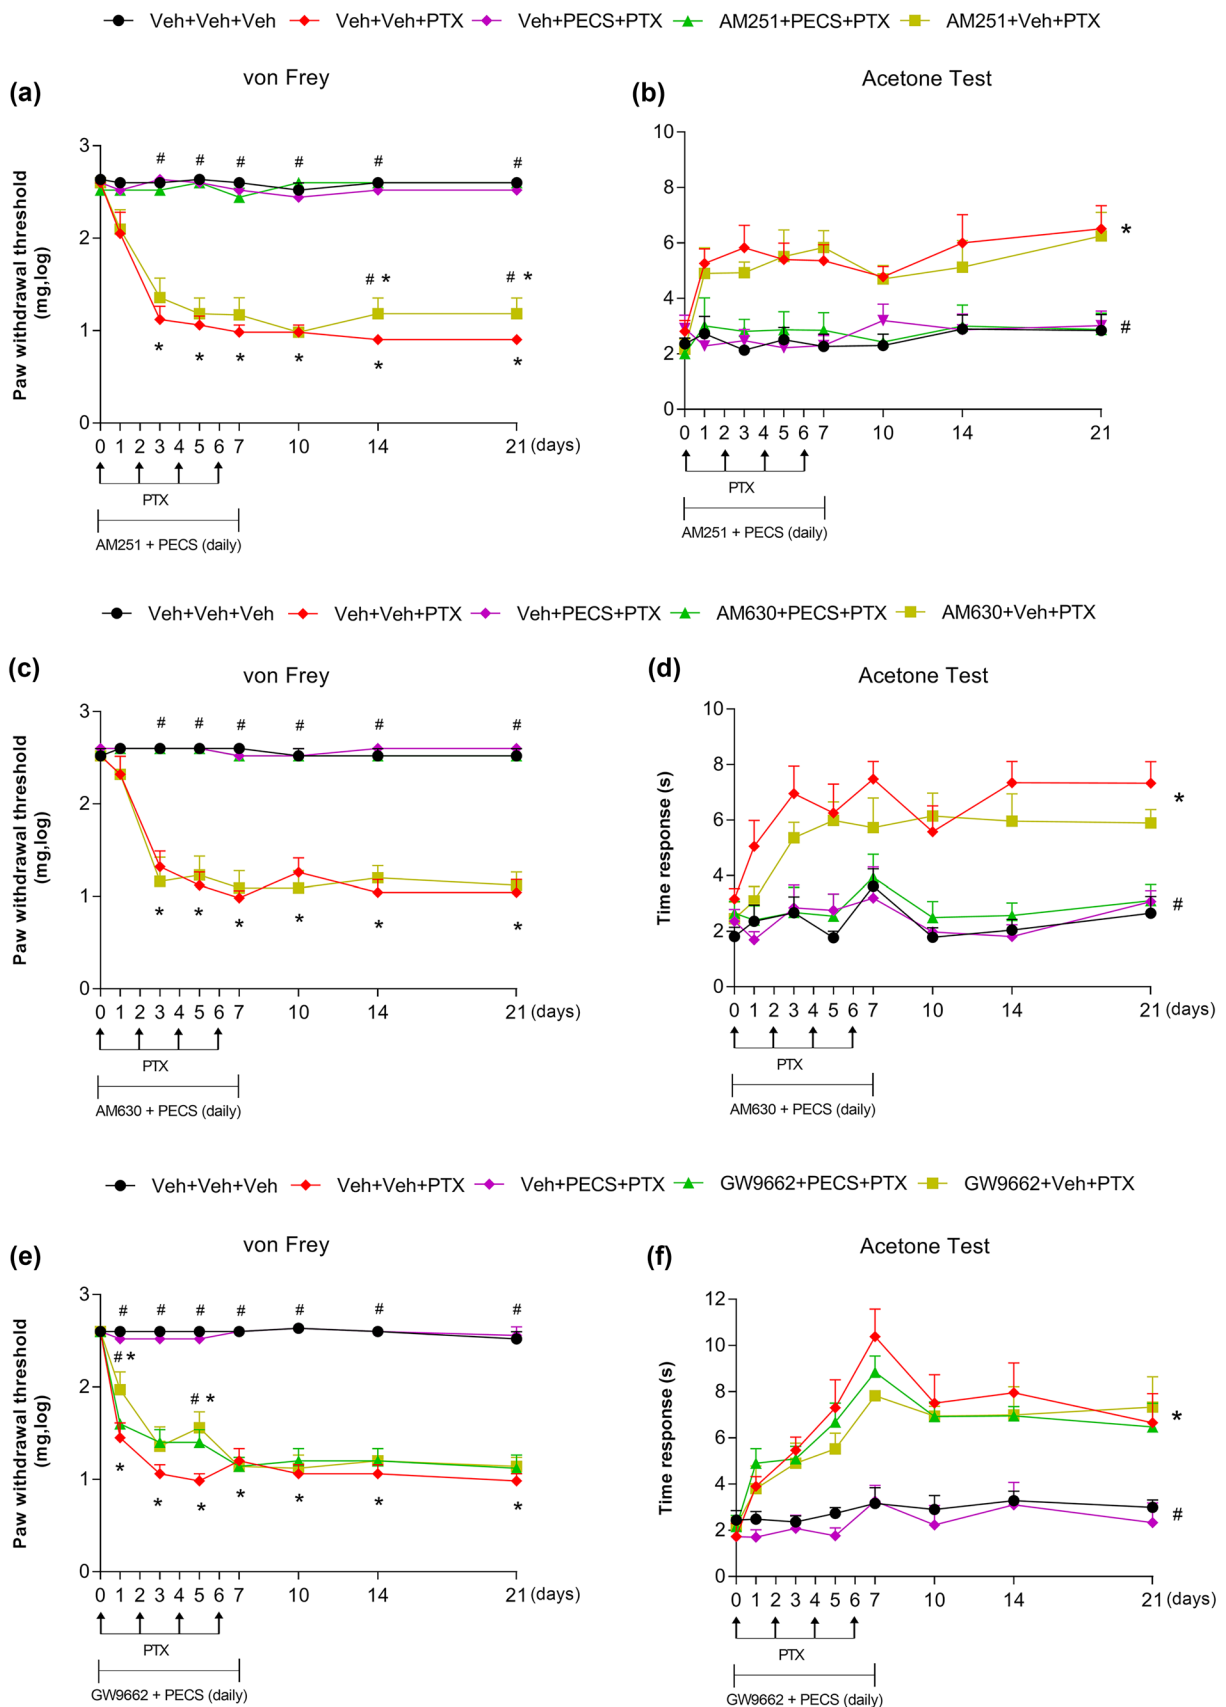 Veh+Veh+Veh Veh+Veh+PTX Veh+PECS+PTX AM251+PECS+PTX AM251+Veh+PTX
(a) von Frey
Paw withdrawal threshold
(mg,log)
3
2
1
0
# # # # # #
# * # *
* * * * * *
0 1 2 3 4 5 6 7 10 14 21 (days)
PTX
AM251 + PECS (daily)
(b) Acetone Test
10
8
6
4
2
0
*
#
0 1 2 3 4 5 6 7 10 14 21
PTX
AM251 + PECS (daily)
Veh+Veh+Veh Veh+Veh+PTX Veh+PECS+PTX AM630+PECS+PTX AM630+Veh+PTX
(c) von Frey
Paw withdrawal threshold
(mg,log)
3
2
1
0
# # # # # #
* * * * * *
0 1 2 3 4 5 6 7 10 14 21 (days)
PTX
AM630 + PECS (daily)
(d) Acetone Test
Time response (s)
10
8
6
4
2
0
*
#
0 1 2 3 4 5 6 7 10 14 21 (days)
PTX
AM630 + PECS (daily)
Veh+Veh+Veh Veh+Veh+PTX Veh+PECS+PTX GW9662+PECS+PTX GW9662+Veh+PTX
(e) von Frey
Paw withdrawal threshold
(mg,log)
3
2
1
0
# # # # # # #
# * # *
* * * * * * *
0 1 2 3 4 5 6 7 10 14 21 (days)
PTX
GW9662 + PECS (daily)
(f) Acetone Test
Time response (s)
12
10
8
6
4
2
0
*
#
0 1 2 3 4 5 6 7 10 14 21 (days)
PTX
GW9662 + PECS (daily)